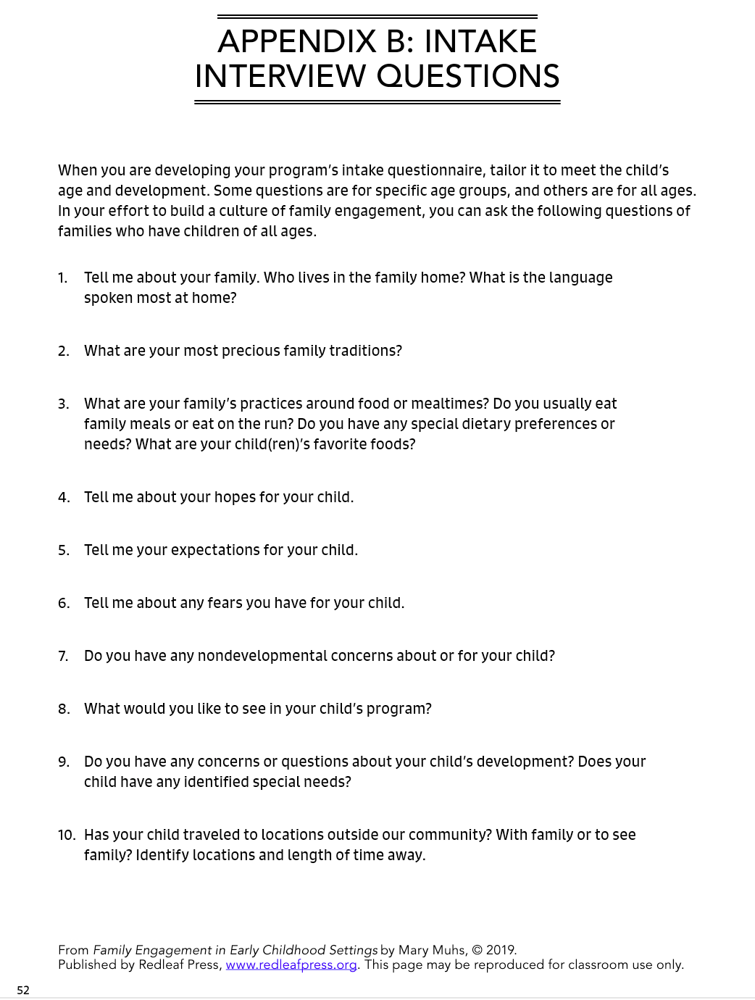 APPENDIX B: INTAKE
INTERVIEW QUESTIONS
When you are developing your program’s intake questionnaire, tailor it to meet the child’s
age and development. Some questions are for specific age groups, and others are for all ages.
In your effort to build a culture of family engagement, you can ask the following questions of
families who have children of all ages.
1. Tell me about your family. Who lives in the family home? What is the language
spoken most at home?
2. What are your most precious family traditions?
3. What are your family’s practices around food or mealtimes? Do you usually eat
family meals or eat on the run? Do you have any special dietary preferences or
needs? What are your child(ren)’s favorite foods?
4. Tell me about your hopes for your child.
5. Tell me your expectations for your child.
6. Tell me about any fears you have for your child.
7. Do you have any nondevelopmental concerns about or for your child?
8. What would you like to see in your child’s program?
9. Do you have any concerns or questions about your child’s development? Does your
child have any identified special needs?
10. Has your child traveled to locations outside our community? With family or to see
family? Identify locations and length of time away.
From Family Engagement in Early Childhood Settings by Mary Muhs, © 2019.
Published by Redleaf Press, www.redleafpress.org. This page may be reproduced for classroom use only.
52